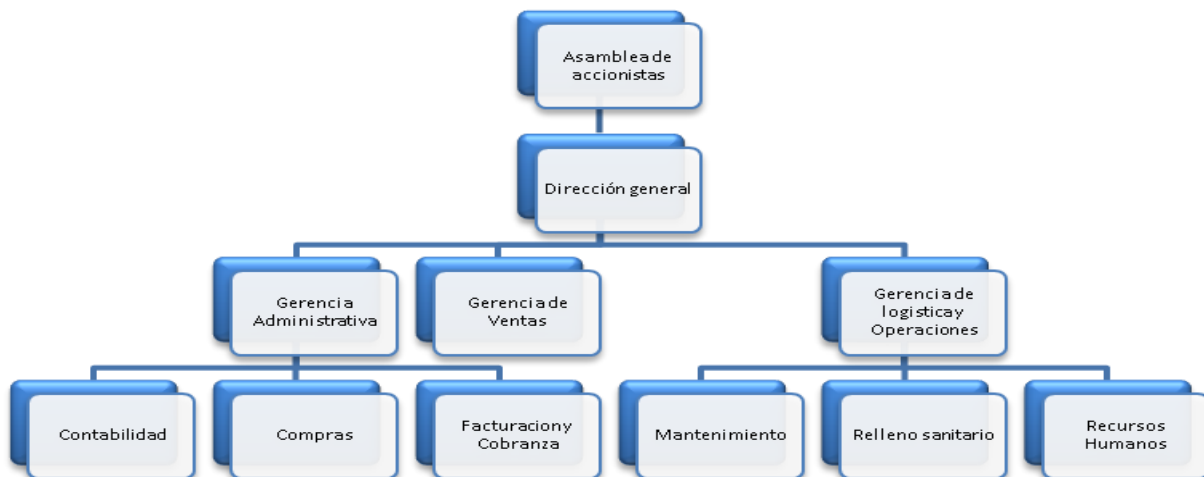 Asamblea de
accionistas
Dirección general
Gerencia
Administrativa
Gerencia de
Ventas
Gerencia de
logistica y
Operaciones
Contabilidad
Compras
Facturacion y
Cobranza
Mantenimiento
Relleno sanitario
Recursos
Humanos